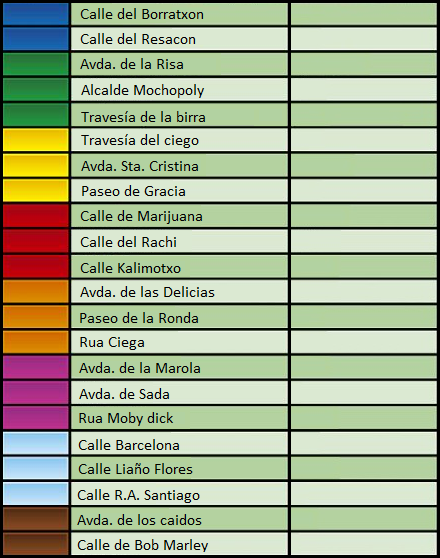 Calle del Borratxon
Calle del Resacon
Avda. de la Risa
Alcalde Mochopoly
Travesía de la birra
Travesía del ciego
Avda. Sta. Cristina
Paseo de Gracia
Calle de Marijuana
Calle del Rachi
Calle Kalimotxo
Avda. de las Delicias
Paseo de la Ronda
Rua Ciega
Avda. de la Marola
Avda. de Sada
Rua Moby dick
Calle Barcelona
Calle Liaño Flores
Calle R.A. Santiago
Avda. de los caidos
Calle de Bob Marley